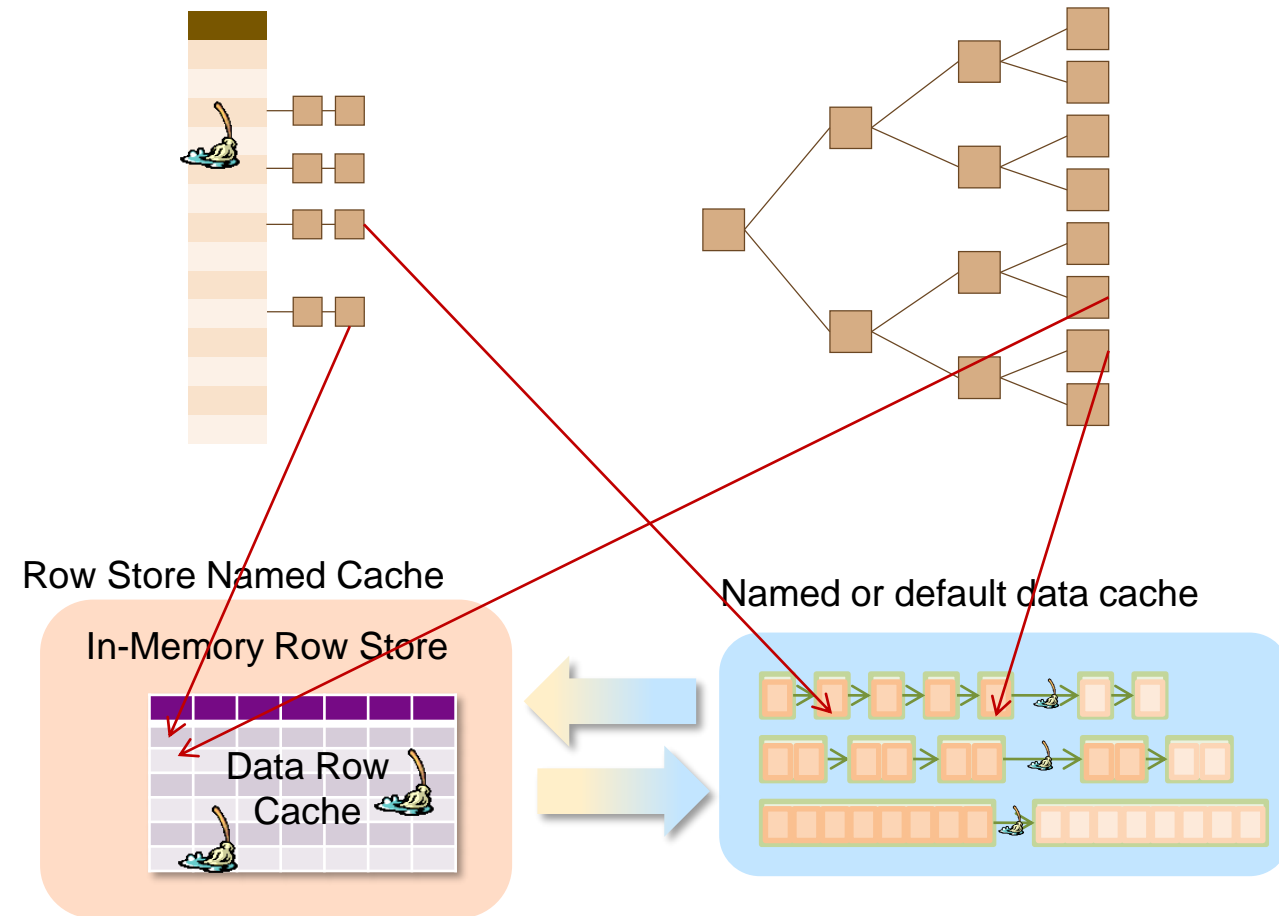 Row Store Named Cache
Named or default data cache
In-Memory Row Store
Data Row
Cache